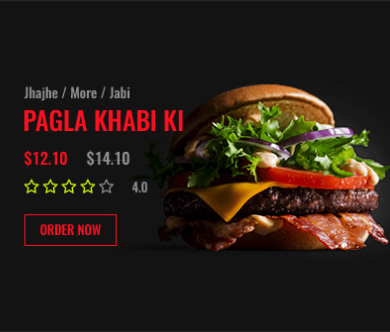 Jhajhe / More / Jabi
PAGLA KHABI KI
$12.10 $14.10
4.0
ORDER NOW